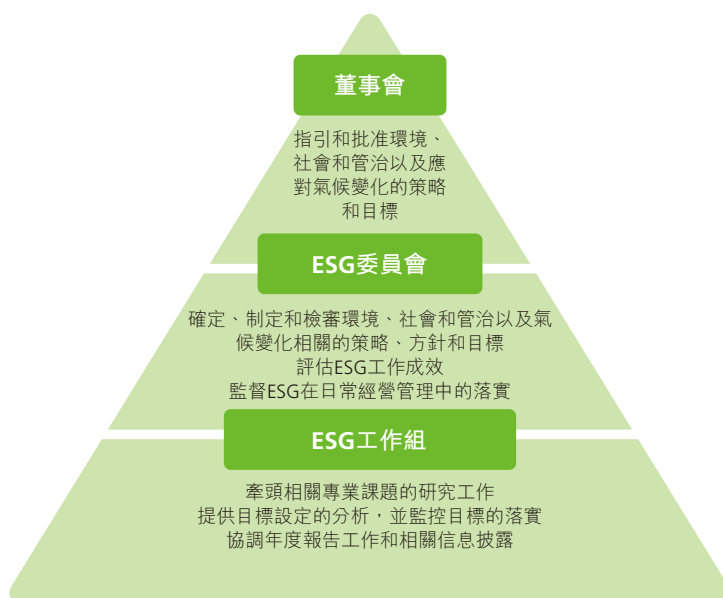 董事會
指引和批准環境、
社會和管治以及應
對氣候變化的策略
和目標
ESG委員會
確定、制定和檢審環境、社會和管治以及氣
候變化相關的策略、方針和目標
評估ESG工作成效
監督ESG在日常經營管理中的落實
ESG工作組
牽頭相關專業課題的研究工作
提供目標設定的分析，並監控目標的落實
協調年度報告工作和相關信息披露